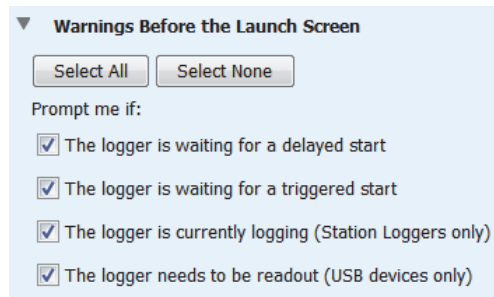 Warnings Before the Launch Screen
Select All Select None
Prompt me if:
The logger is waiting for a delayed start
The logger is waiting for a triggered start
The logger is currently logging (Station Loggers only)
The logger needs to be readout (USB devices only)